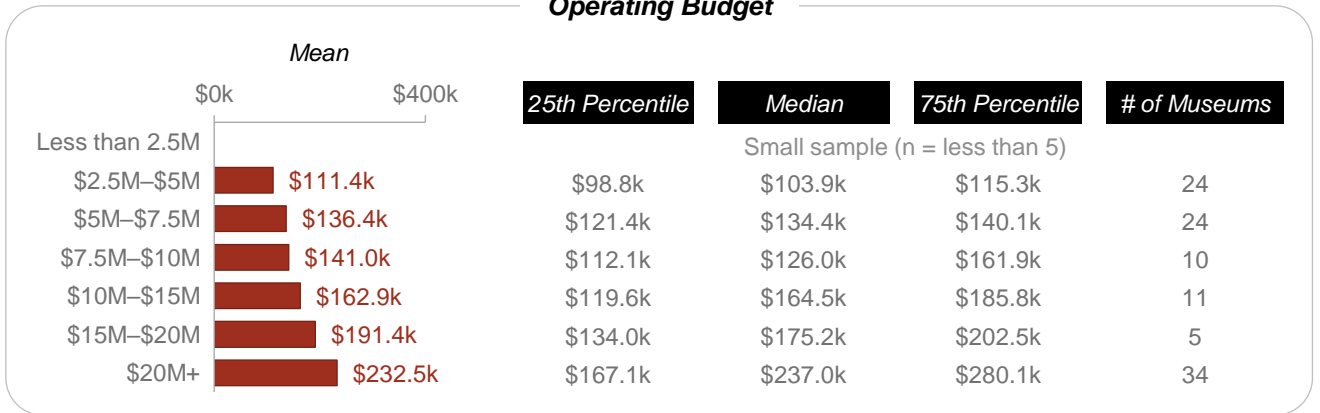 Operating Budget
Mean
$0k $400k 25th Percentile Median 75th Percentile # of Museums
Less than 2.5M Small sample (n = less than 5)
$2.5M–$5M $111.4k $98.8k $103.9k $115.3k 24
$5M–$7.5M $136.4k $121.4k $134.4k $140.1k 24
$7.5M–$10M $141.0k $112.1k $126.0k $161.9k 10
$10M–$15M $162.9k $119.6k $164.5k $185.8k 11
$15M–$20M $191.4k $134.0k $175.2k $202.5k 5
$20M+ $232.5k $167.1k $237.0k $280.1k 34